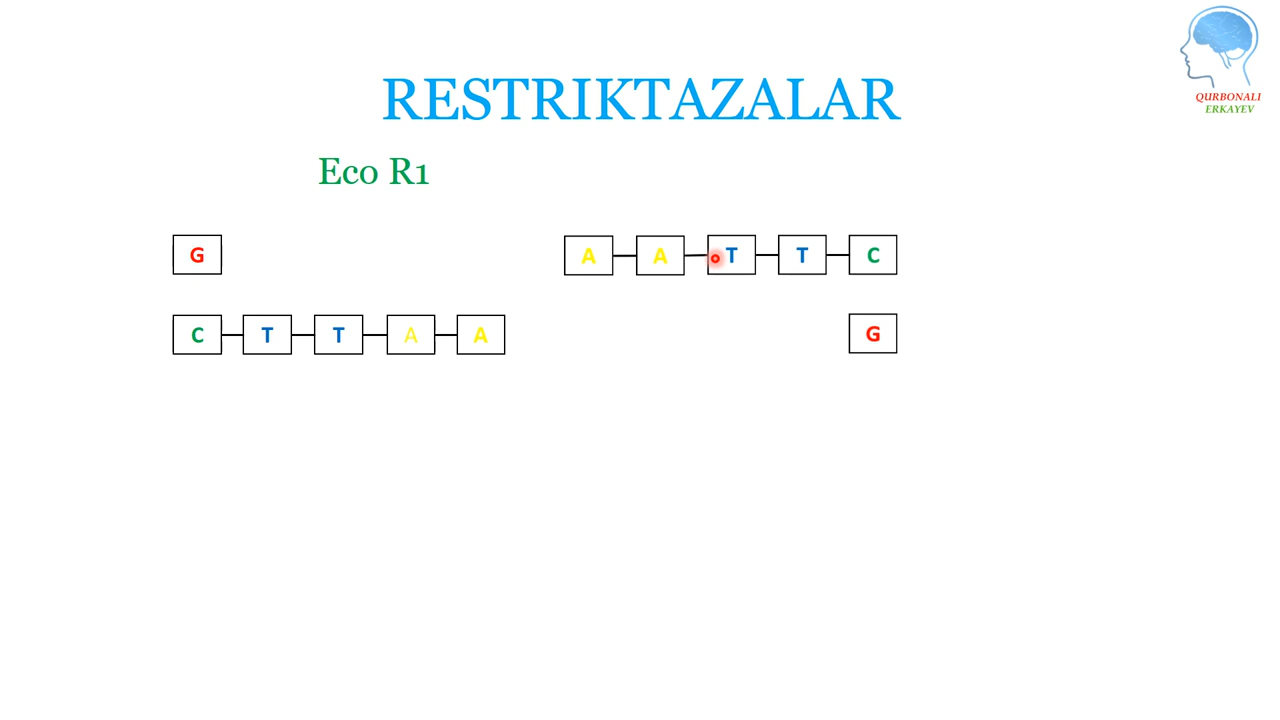 RESTRIKTAZALAR
QURBONALI
ERKAYEV
Eco R1
G A A T T C
C T T A A G